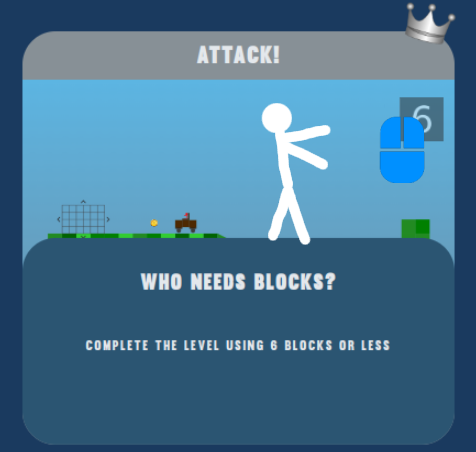 ATTACK!
6
WHO NEEDS BLOCKS?
COMPLETE THE LEVEL USING 6 BLOCKS OR LESS